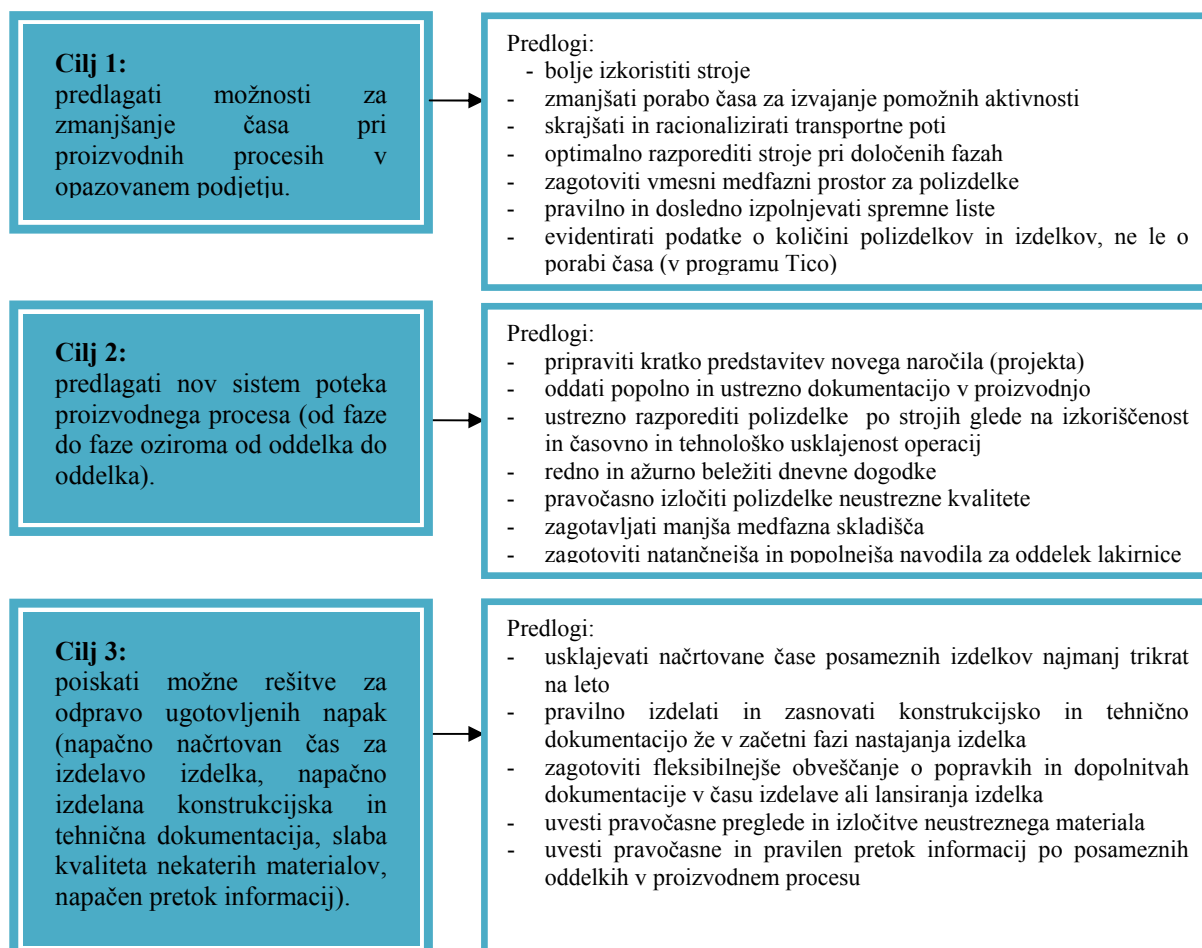 Cilj 1:
predlagati možnosti za
zmanjšanje časa pri
proizvodnih procesih v
opazovanem podjetju.
Predlogi:
- bolje izkoristiti stroje
- zmanjšati porabo časa za izvajanje pomožnih aktivnosti
- skrajšati in racionalizirati transportne poti
- optimalno razporediti stroje pri določenih fazah
- zagotoviti vmesni medfazni prostor za polizdelke
- pravilno in dosledno izpolnjevati spremne liste
- evidentirati podatke o količini polizdelkov in izdelkov, ne le o
porabi časa (v programu Tico)
Cilj 2:
predlagati nov sistem poteka
proizvodnega procesa (od faze
do faze oziroma od oddelka do
oddelka).
Predlogi:
- pripraviti kratko predstavitev novega naročila (projekta)
- oddati popolno in ustrezno dokumentacijo v proizvodnjo
- ustrezno razporediti polizdelke po strojih glede na izkoriščenost
in časovno in tehnološko usklajenost operacij
- redno in ažurno beležiti dnevne dogodke
- pravočasno izločiti polizdelke neustrezne kvalitete
- zagotavljati manjša medfazna skladišča
- zagotoviti natančnejša in popolnejša navodila za oddelek lakirnice
Cilj 3:
poiskati možne rešitve za
odpravo ugotovljenih napak
(napačno načrtovan čas za
izdelavo izdelka, napačno
izdelana konstrukcijska in
tehnična dokumentacija, slaba
kvaliteta nekaterih materialov,
napačen pretok informacij).
Predlogi:
- usklajevati načrtovane čase posameznih izdelkov najmanj trikrat
na leto
- pravilno izdelati in zasnovati konstrukcijsko in tehnično
dokumentacijo že v začetni fazi nastajanja izdelka
- zagotoviti fleksibilnejše obveščanje o popravkih in dopolnitvah
dokumentacije v času izdelave ali lansiranja izdelka
- uvesti pravočasne preglede in izločitve neustreznega materiala
- uvesti pravočasne in pravilen pretok informacij po posameznih
oddelkih v proizvodnem procesu